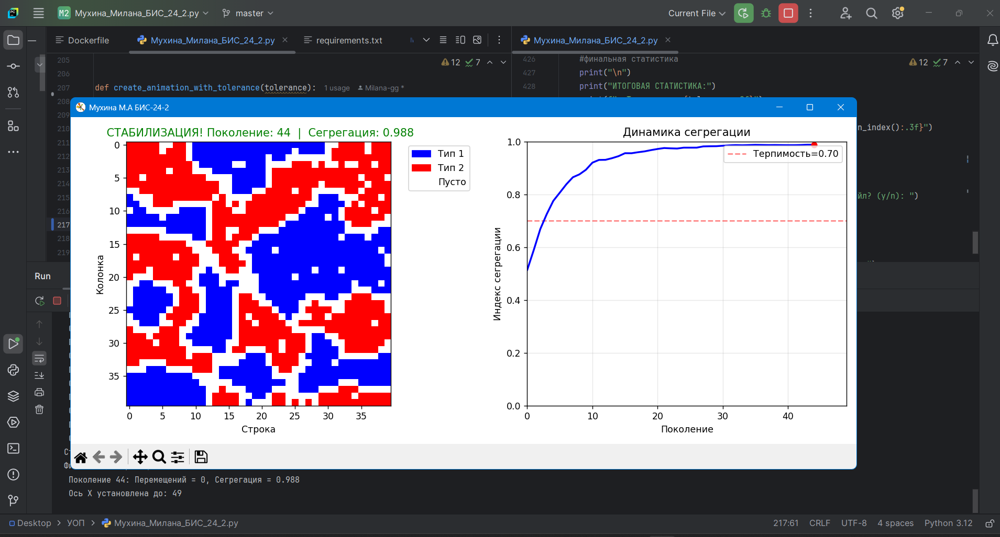 M2 Мухина_Милана_БИС_24_2.py master Current File
Dockerfile Мухина_Милана_БИС_24_2.py requirements.txt Мухина_Милана_БИС_24_2.py
205
206
207 def create_animation_with_tolerance(tolerance): 1 usage Milana-gg *
208
209
210
211
212
213
214
215
216
217
218
219
12 7
426 #финальная статистика
427 print("\n")
428 print("ИТОГОВАЯ СТАТИСТИКА:")
12 7
n_index():.3f}")
йл? (y/n): ")
Мухина М.А БИС-24-2
СТАБИЛИЗАЦИЯ! Поколение: 44 | Сегрегация: 0.988
0
5
10
15
20
25
30
35
Колонка
0 5 10 15 20 25 30 35
Строка
Тип 1
Тип 2
Пусто
Динамика сегрегации
1.0
0.8
0.6
0.4
0.2
0.0
Индекс сегрегации
0 10 20 30 40
Поколение
Терпимость=0.70
Run
Поколение 44: Перемещений = 0, Сегрегация = 0.988
Ось X установлена до: 49
Desktop > УОП > Мухина_Милана_БИС_24_2.py
217:61 CRLF UTF-8 4 spaces Python 3.12